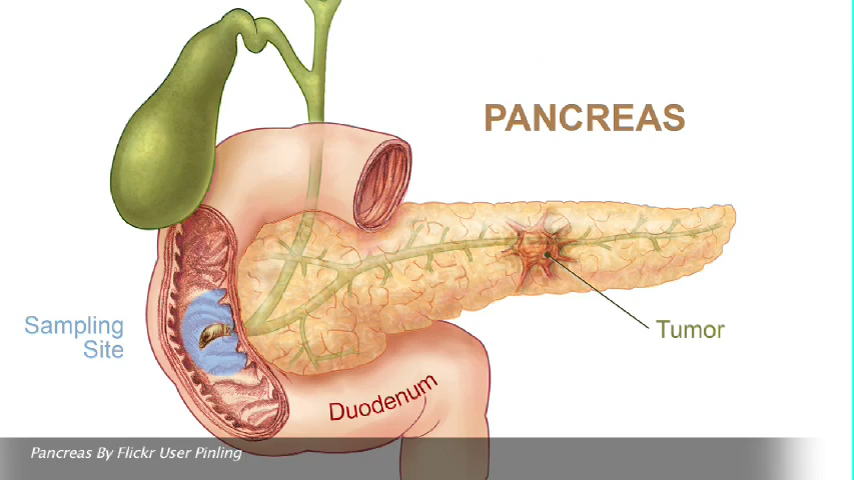 PANCREAS
Sampling
Site
Tumor
Duodenum
Pancreas By Flickr User Pinling